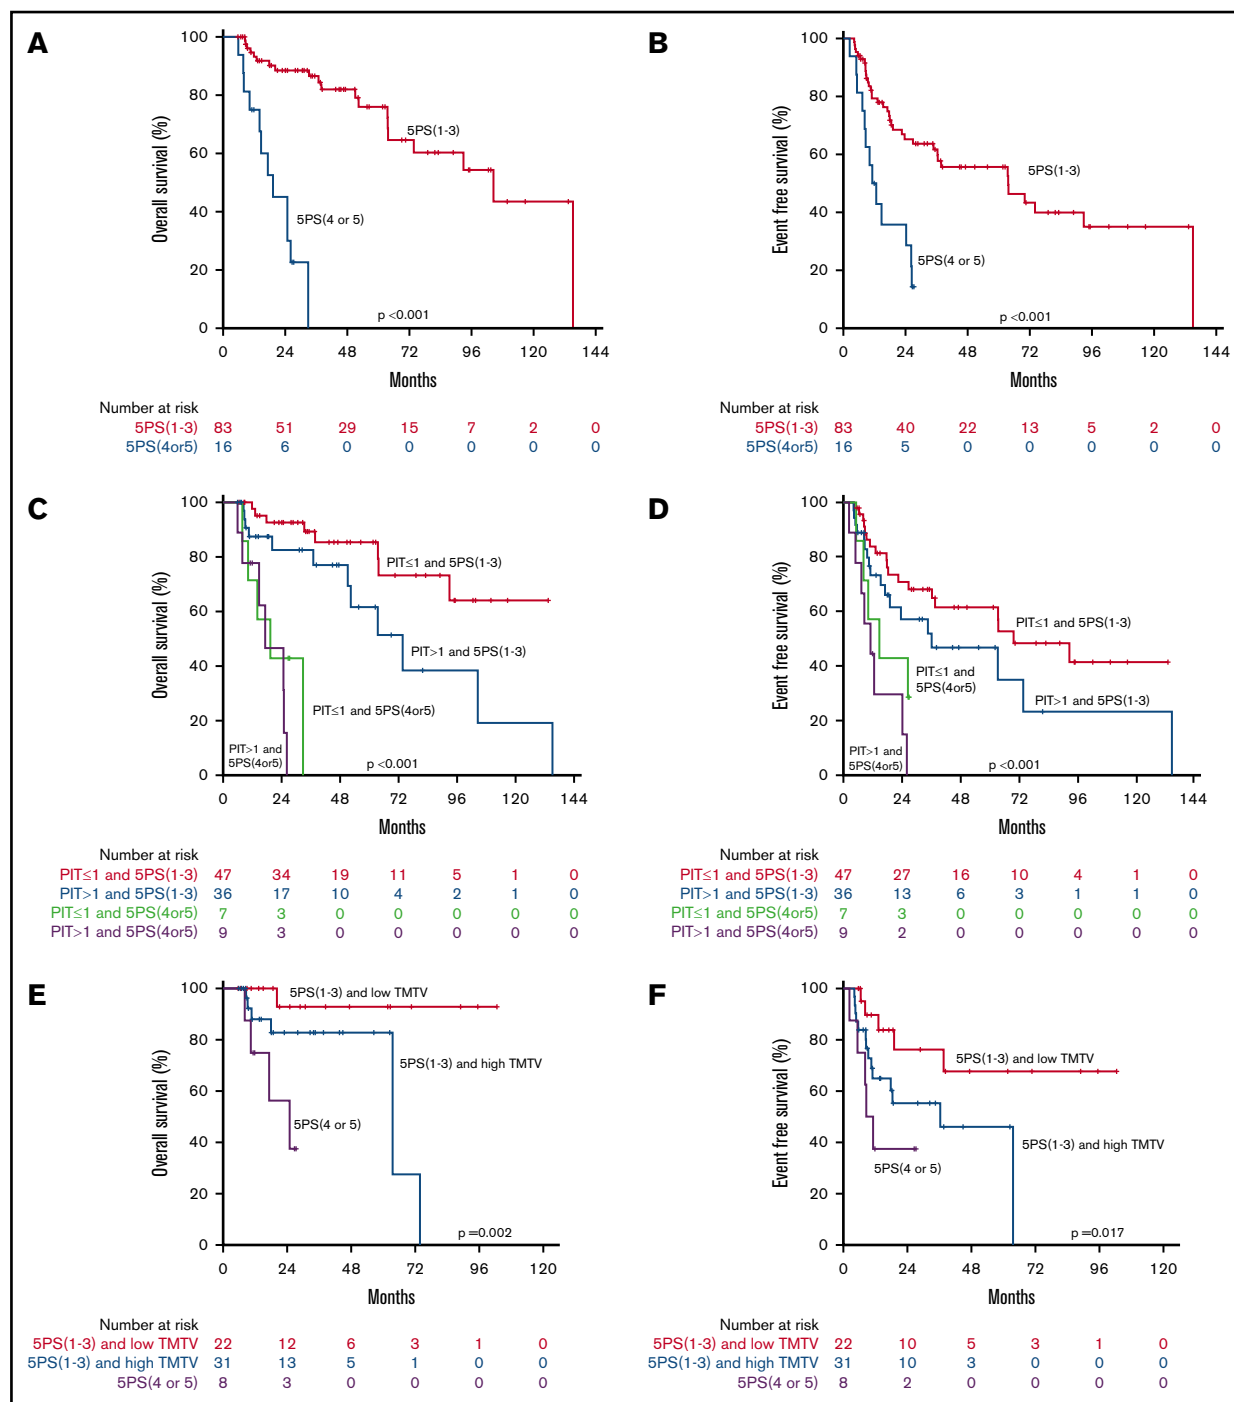 A
Overall survival (%)
100
80
60
40
20
0
5PS(1-3)
5PS(4 or 5)
p <0.001
0 24 48 72 96 120 144
Months
Number at risk
5PS(1-3) 83 51 29 15 7 2 0
5PS(4or5) 16 6 0 0 0 0 0
B
Event free survival (%)
100
80
60
40
20
0
5PS(1-3)
5PS(4 or 5)
p <0.001
0 24 48 72 96 120 144
Months
Number at risk
5PS(1-3) 83 40 22 13 5 2 0
5PS(4or5) 16 5 0 0 0 0 0
C
Overall survival (%)
100
80
60
40
20
0
PIT≤1 and 5PS(1-3)
PIT>1 and 5PS(1-3)
PIT≤1 and 5PS(4or5)
PIT>1 and
5PS(4or5)
p <0.001
0 24 48 72 96 120 144
Months
Number at risk
PIT≤1 and 5PS(1-3) 47 34 19 11 5 1 0
PIT>1 and 5PS(1-3) 36 17 10 4 2 1 0
PIT≤1 and 5PS(4or5) 7 3 0 0 0 0 0
PIT>1 and 5PS(4or5) 9 3 0 0 0 0 0
D
Event free survival (%)
100
80
60
40
20
0
PIT≤1 and 5PS(1-3)
PIT≤1 and
5PS(4or5)
PIT>1 and 5PS(1-3)
PIT>1 and
5PS(4or5)
p <0.001
0 24 48 72 96 120 144
Months
Number at risk
PIT≤1 and 5PS(1-3) 47 27 16 10 4 1 0
PIT>1 and 5PS(1-3) 36 13 6 3 1 1 0
PIT≤1 and 5PS(4or5) 7 3 0 0 0 0 0
PIT>1 and 5PS(4or5) 9 2 0 0 0 0 0
E
Overall survival (%)
100
80
60
40
20
0
5PS(1-3) and low TMTV
5PS(1-3) and high TMTV
5PS(4 or 5)
p =0.002
0 24 48 72 96 120
Months
Number at risk
5PS(1-3) and low TMTV 22 12 6 3 1 0
5PS(1-3) and high TMTV 31 13 5 1 0 0
5PS(4 or 5) 8 3 0 0 0 0
F
Event free survival (%)
100
80
60
40
20
0
5PS(1-3) and low TMTV
5PS(1-3) and high TMTV
5PS(4 or 5)
p =0.017
0 24 48 72 96 120
Months
Number at risk
5PS(1-3) and low TMTV 22 10 5 3 1 0
5PS(1-3) and high TMTV 31 10 3 0 0 0
5PS(4 or 5) 8 2 0 0 0 0